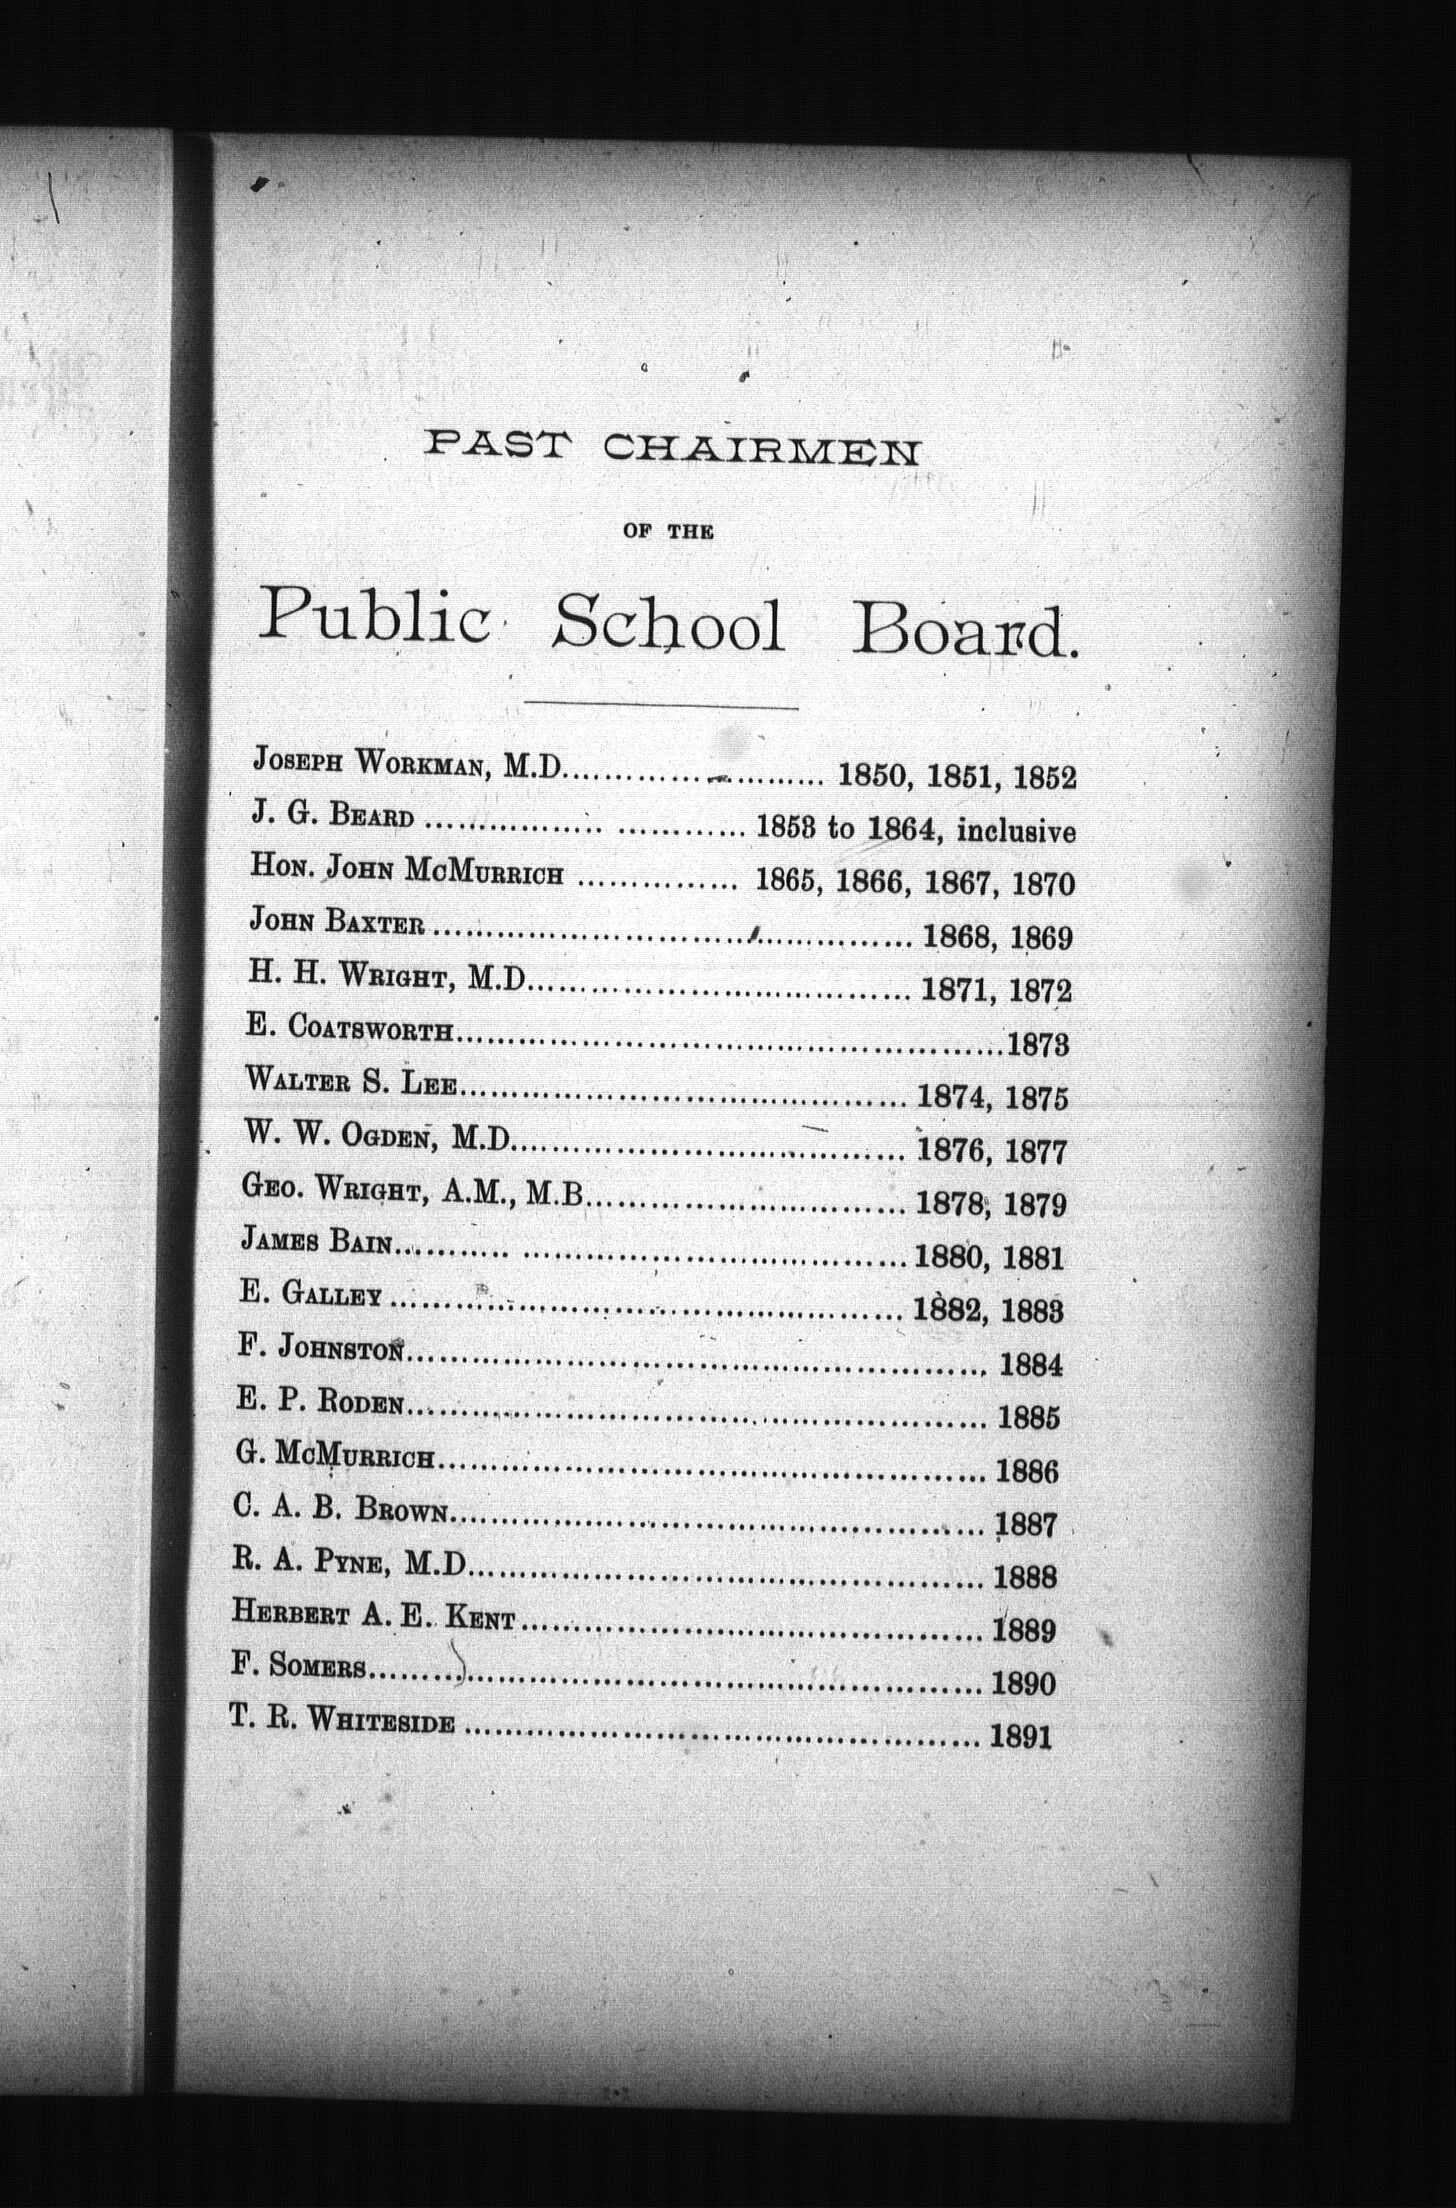 PAST CHAIRMEN
OF THE
Public School Board.
JOSEPH WORKMAN, M.D.......................... 1850, 1851, 1852
J. G. BEARD ................. ............ 1853 to 1864, inclusive
HON. JOHN MCMURRICH ............... 1865, 1866, 1867, 1870
JOHN BAXTER............................................. 1868, 1869
H. H. WRIGHT, M.D...................................... 1871, 1872
E. COATSWORTH......................................................1873
WALTER S. LEE........................................... 1874, 1875
W. W. OGDEN, M.D....................................... 1876, 1877
GEO. WRIGHT, A.M., M.B................................ 1878, 1879
JAMES BAIN........... .....................................1880, 1881
E. GALLEY .................................................. 1882, 1883
F. JOHNSTON........................................................ 1884
E. P. RODEN......................................................... 1885
G. MCMURRICH...................................................... 1886
C. A. B. BROWN.................................................... 1887
R. A. PYNE, M.D................................................... 1888
HERBERT A. E. KENT............................................. 1889
F. SOMERS............................................................ 1890
T. R. WHITESIDE .................................................. 1891